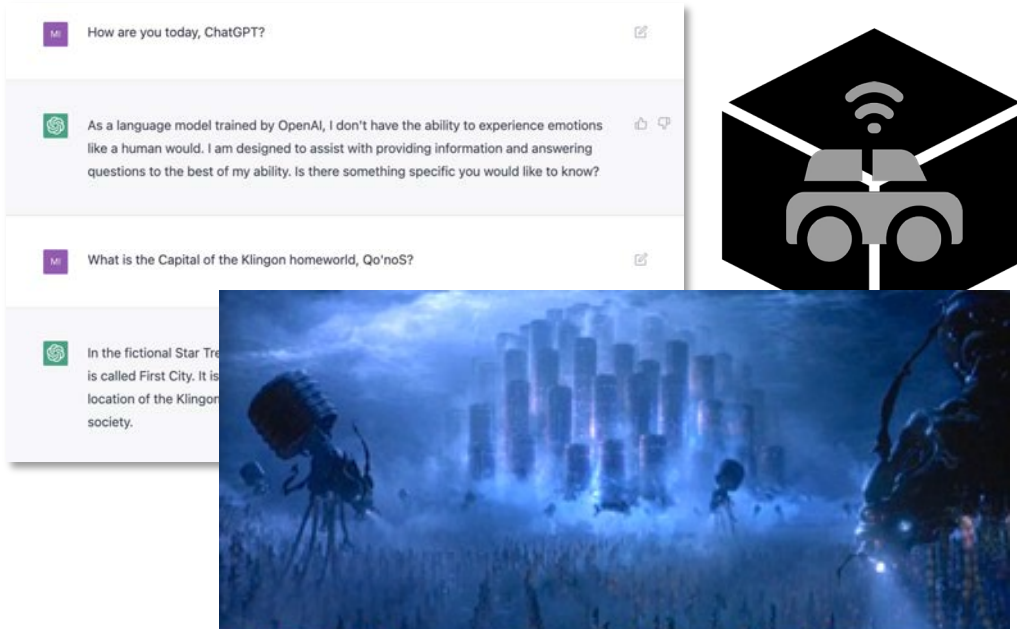 MI
How are you today, ChatGPT?
As a language model trained by OpenAI, I don't have the ability to experience emotions
like a human would. I am designed to assist with providing information and answering
questions to the best of my ability. Is there something specific you would like to know?
MI
What is the Capital of the Klingon homeworld, Qo'noS?
In the fictional Star Tre
is called First City. It is
location of the Klingon
society.